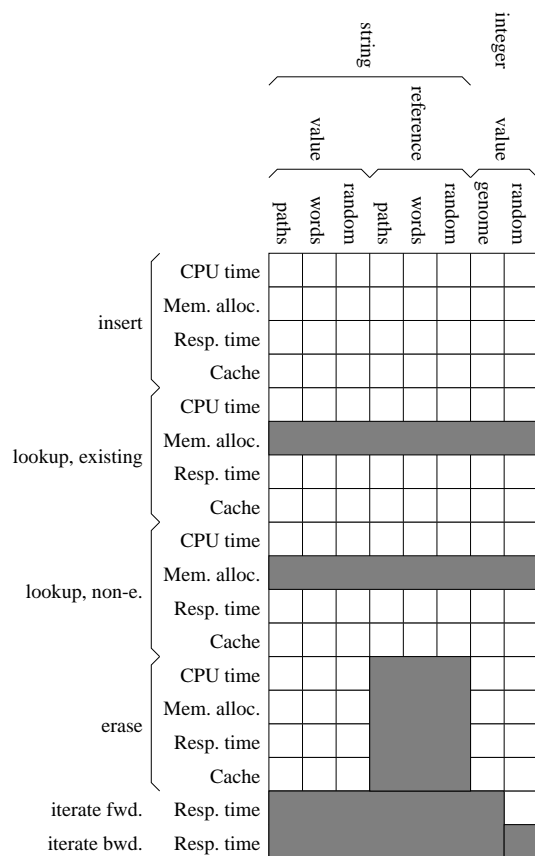 string integer
value reference value
paths words random paths words random genome random
CPU time
Mem. alloc.
insert
Resp. time
Cache
CPU time
Mem. alloc.
lookup, existing
Resp. time
Cache
CPU time
Mem. alloc.
lookup, non-e.
Resp. time
Cache
CPU time
Mem. alloc.
erase
Resp. time
Cache
iterate fwd. Resp. time
iterate bwd. Resp. time